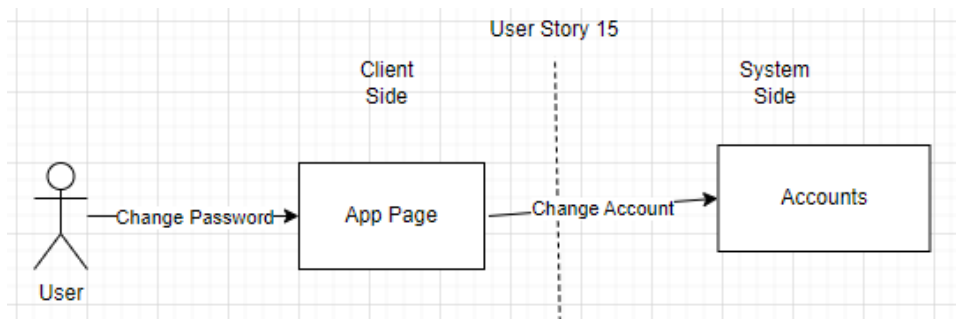 User Story 15
Client
Side
System
Side
Change Password
App Page
Change Account
Accounts
User